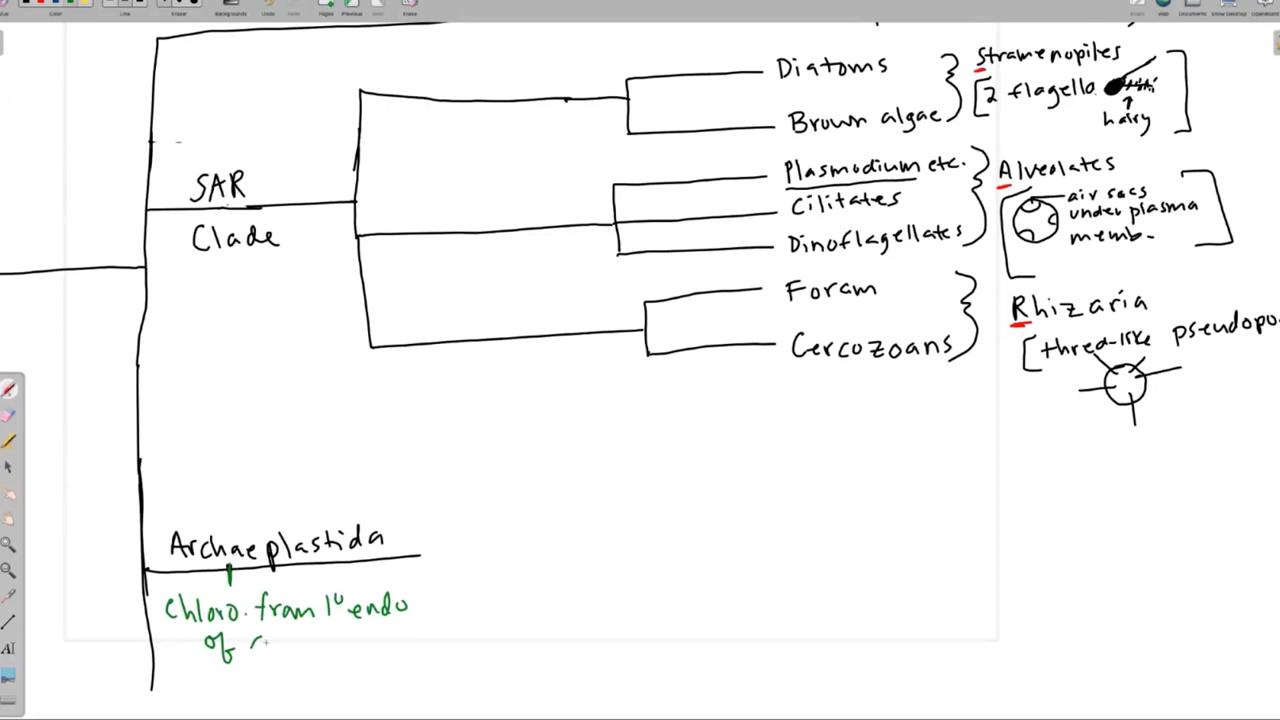 Diatoms
Brown algae
Stramenopiles
2 flagella
hairy
SAR
Clade
Plasmodium etc.
Cilitates
Dinoflagellates
Alveolates
air sacs
under plasma
memb-
Foram
Cercozoans
Rhizaria
thred-like pseudopo
Archaeplastida
Chloro. from 1° endo
of